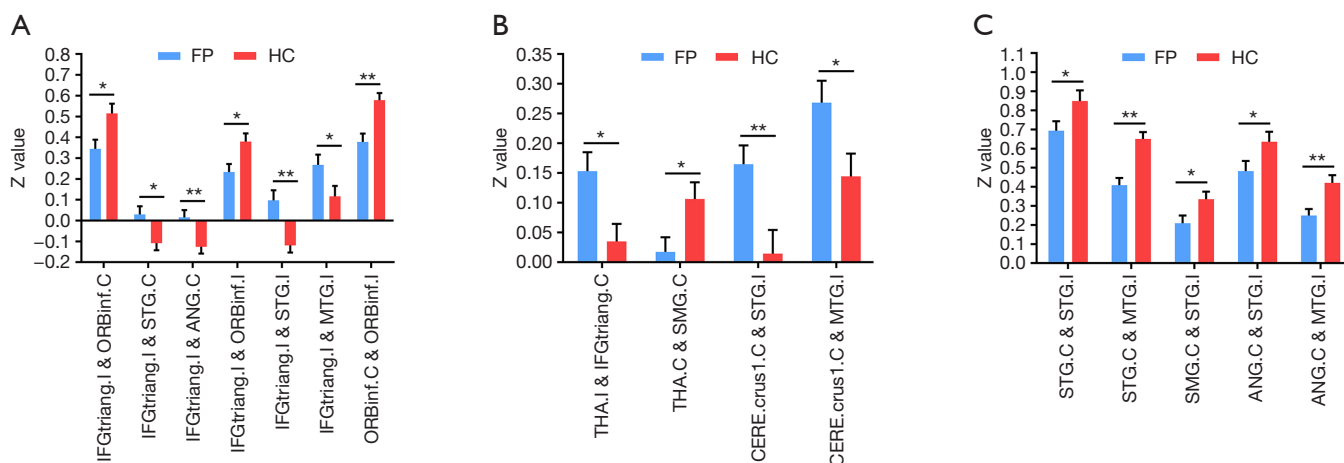 A
FP
HC
Z value
0.8
0.7
0.6
0.5
0.4
0.3
0.2
0.1
0.0
−0.1
−0.2
*
*
**
*
**
*
**
IFGtriang.I & ORBinf.C
IFGtriang.I & STG.C
IFGtriang.I & ANG.C
IFGtriang.I & ORBinf.I
IFGtriang.I & STG.I
IFGtriang.I & MTG.I
ORBinf.C & ORBinf.I
B
FP
HC
Z value
0.35
0.30
0.25
0.20
0.15
0.10
0.05
0.00
*
*
**
*
THA.I & IFGtriang.C
THA.C & SMG.C
CERE.crus1.C & STG.I
CERE.crus1.C & MTG.I
C
FP
HC
Z value
1.1
1.0
0.9
0.8
0.7
0.6
0.5
0.4
0.3
0.2
0.1
0.0
*
**
*
*
**
STG.C & STG.I
STG.C & MTG.I
SMG.C & STG.I
ANG.C & STG.I
ANG.C & MTG.I